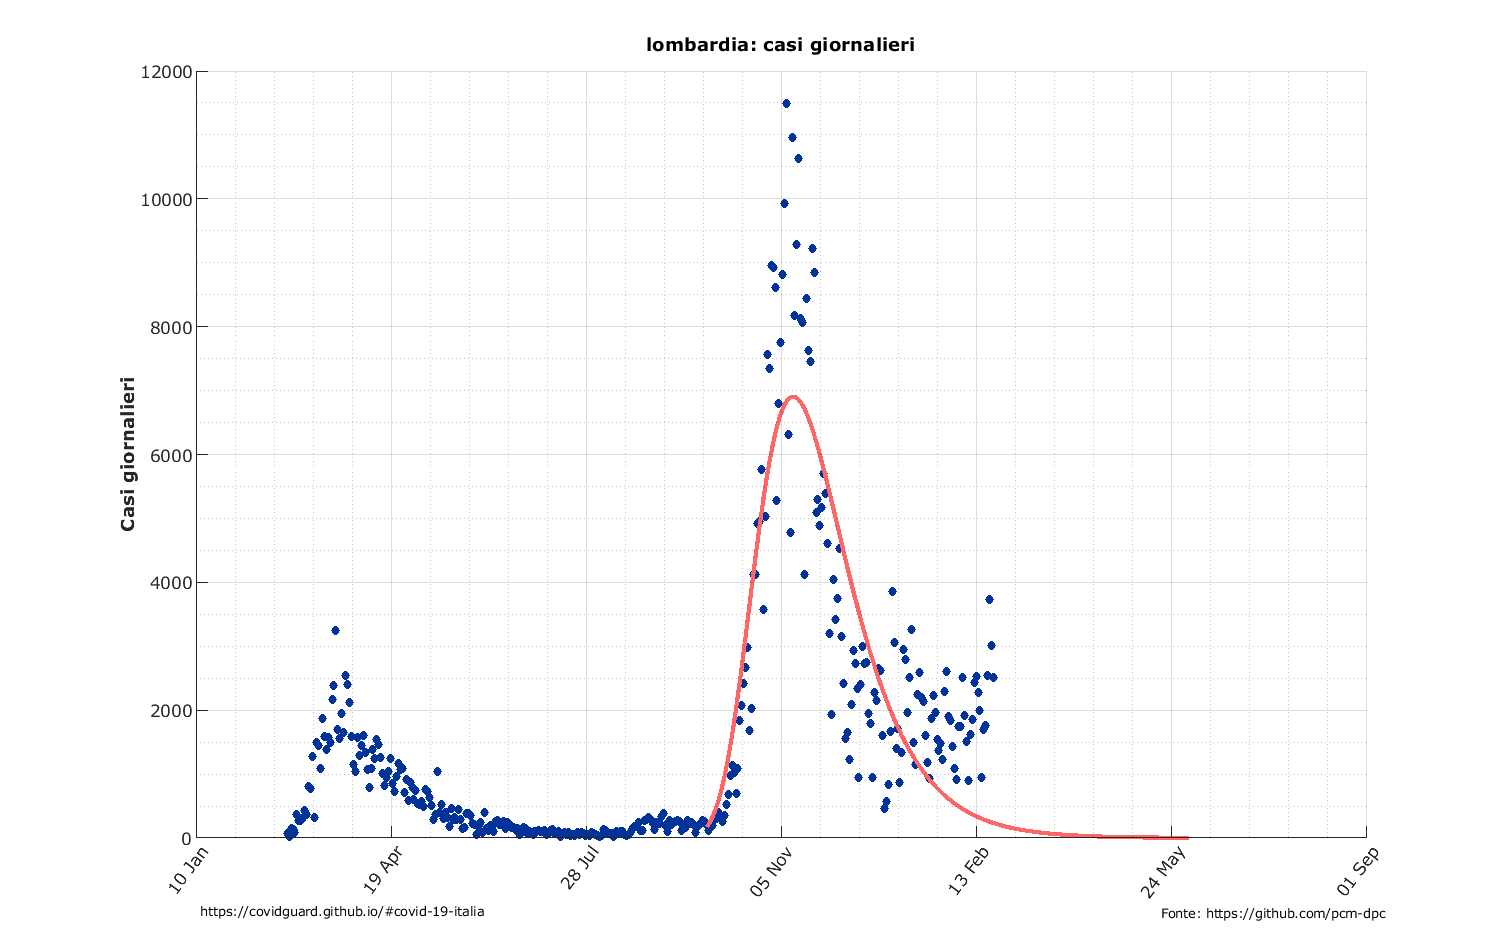 lombardia: casi giornalieri
12000
10000
8000
6000
4000
2000
0
Casi giornalieri
10 Jan
19 Apr
28 Jul
05 Nov
13 Feb
24 May
01 Sep
https://covidguard.github.io/#covid-19-italia
Fonte: https://github.com/pcm-dpc